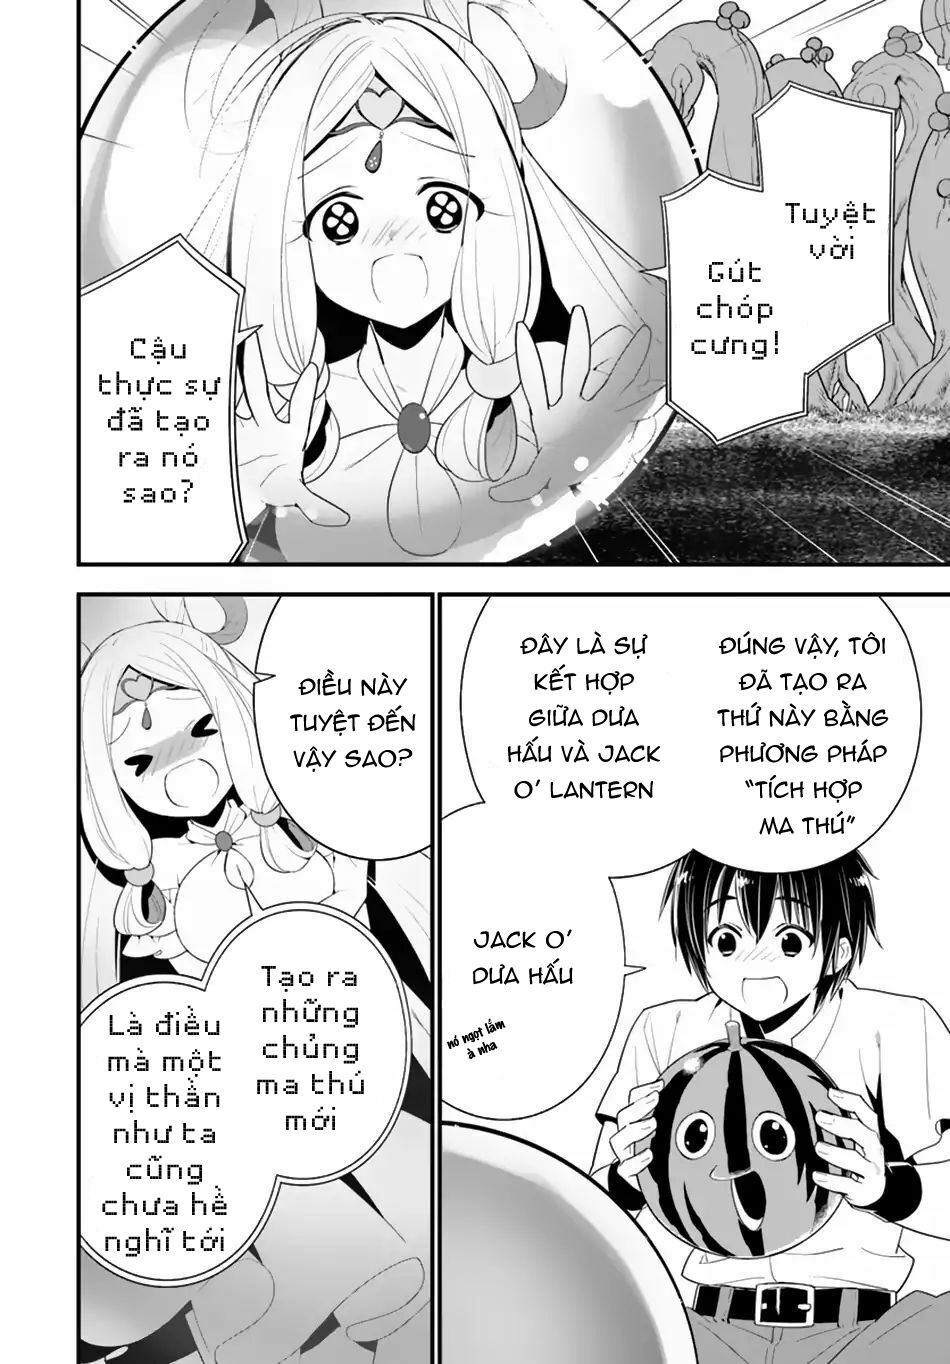 Tuyệt
vời
Gút
chóp
cưng!
Cậu
thực sự
đã tạo
ra nó
sao?
ĐÚNG VẬY, TÔI
ĐÃ TẠO RA
THỨ NÀY BẰNG
PHƯƠNG PHÁP
“TÍCH HỢP
MA THÚ”
ĐÂY LÀ SỰ
KẾT HỢP
GIỮA DƯA
HẤU VÀ JACK
O’ LANTERN
JACK O’
DƯA HẤU
nó ngọt lắm
à nha
ĐIỀU NÀY
TUYỆT ĐẾN
VẬY SAO?
Tạo ra
những
chủng
ma thú
mới
Là điều
mà một
vị thần
như ta
cũng
chưa hề
nghĩ tới